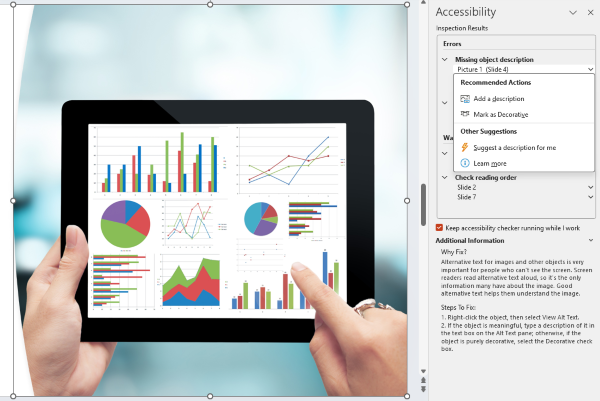 Accessibility
Inspection Results
Errors
Missing object description
Picture 1 (Slide 4)
Recommended Actions
Add a description
Mark as Decorative
Other Suggestions
Suggest a description for me
Learn more
Wa
Check reading order
Slide 2
Slide 7
Keep accessibility checker running while I work
Additional Information
Why Fix?
Alternative text for images and other objects is very
important for people who can't see the screen. Screen
readers read alternative text aloud, so it's the only
information many have about the image. Good
alternative text helps them understand the image.
Steps To Fix:
1. Right-click the object, then select View Alt Text.
2. If the object is meaningful, type a description of it in
the text box on the Alt Text pane; otherwise, if the
object is purely decorative, select the Decorative check
box.